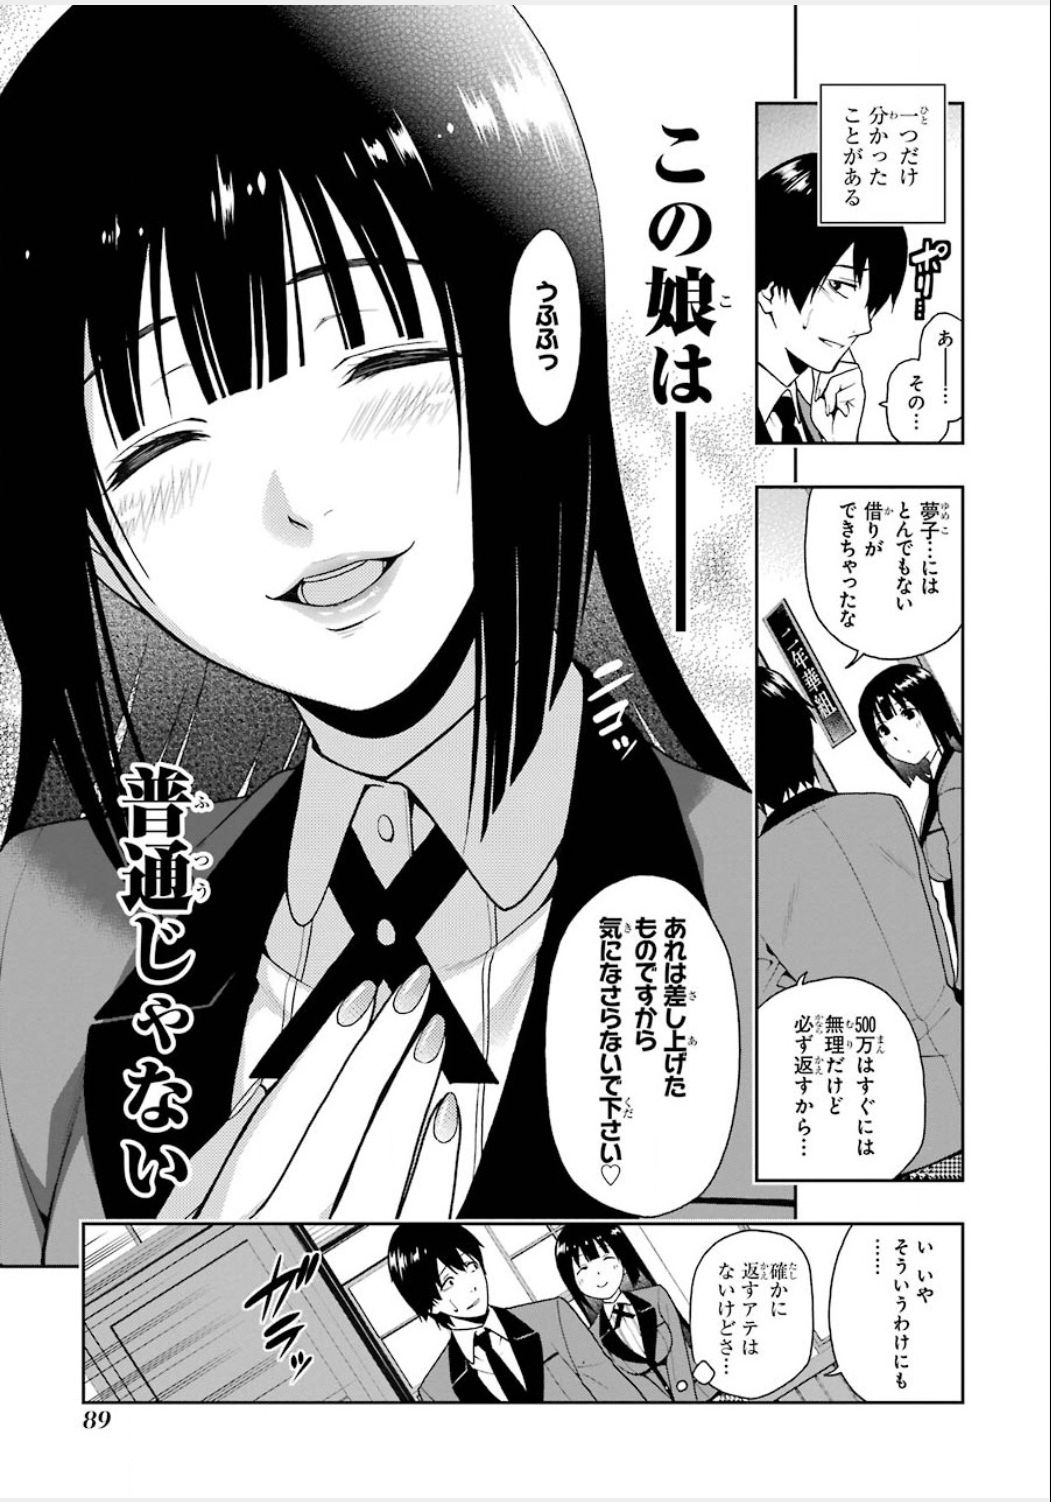 一つだけ
分かった
ことがある
ポリ…
あ――…
その…
夢子…には
とんでもない
借りが
できちゃったな
二年華組
500万はすぐには
無理だけど
必ず返すから…
この娘は――
うふふっ
ニマッ
あれは差し上げた
ものですから
気になさらないで下さい♡
普通じゃない
い いや
そういうわけにも
……
確かに
返すアテは
ないけどさ…
89